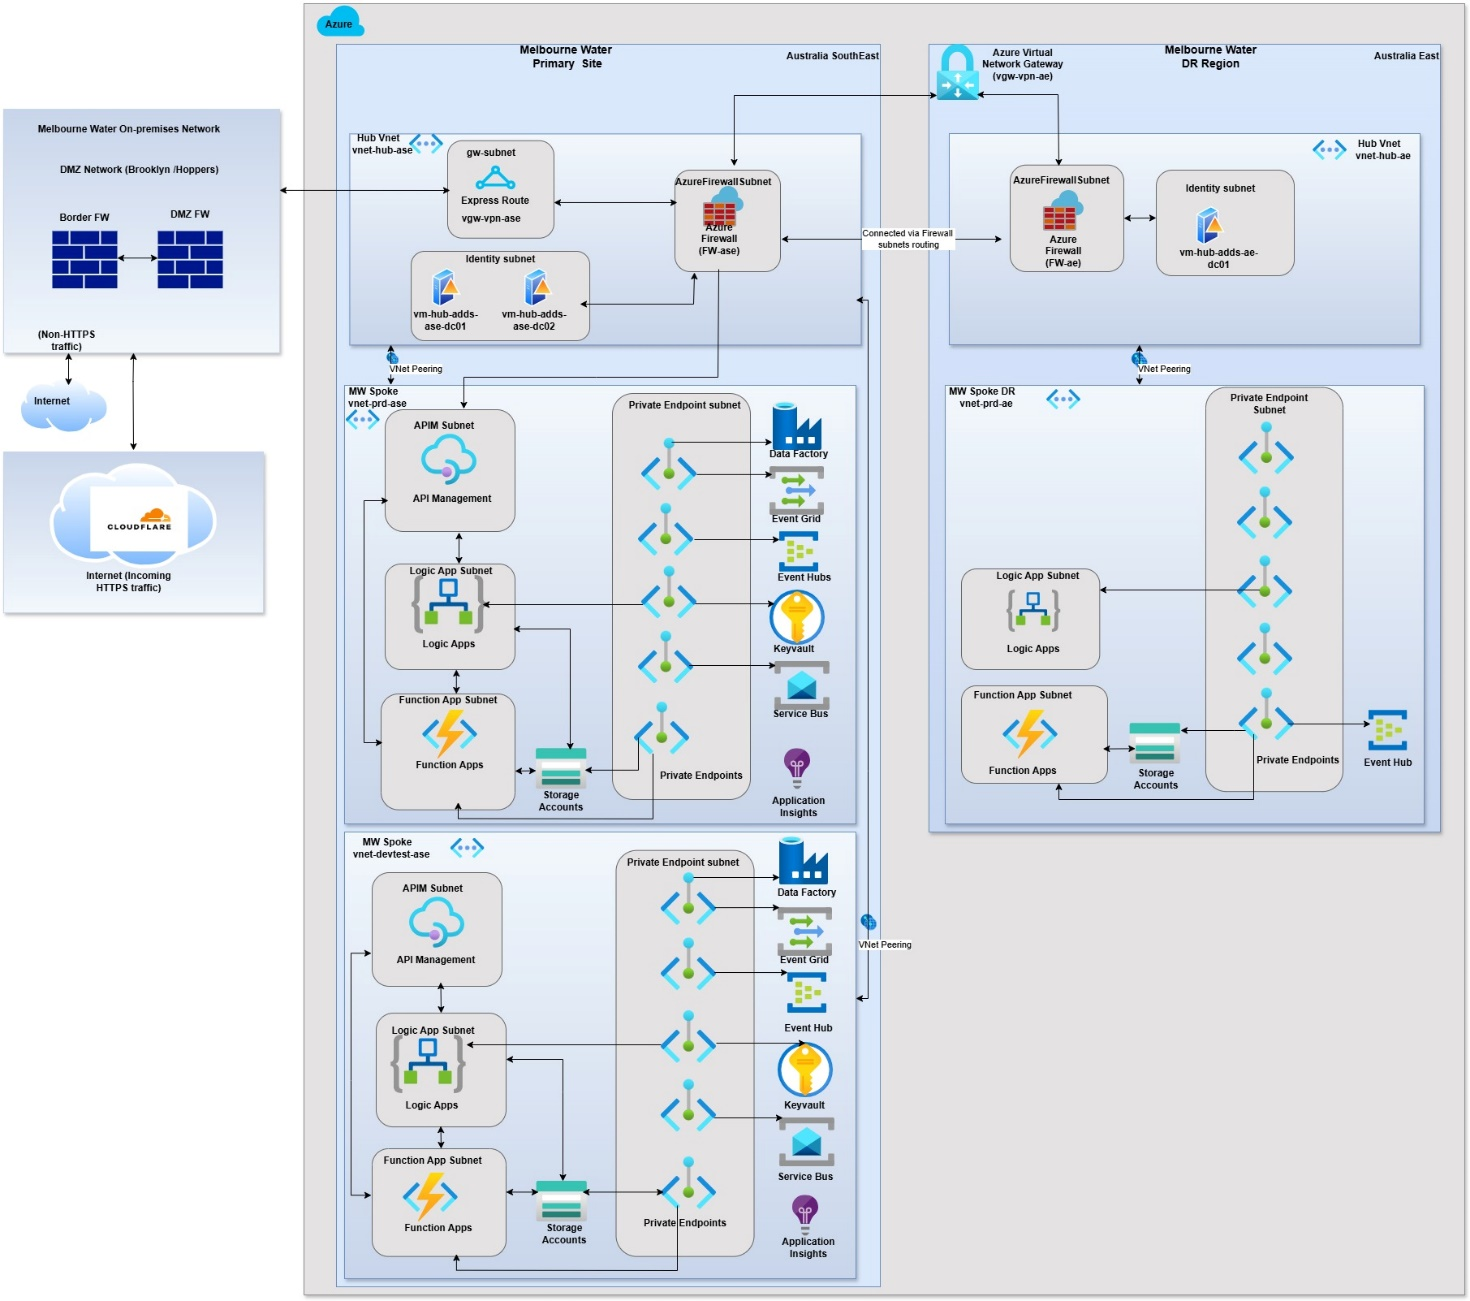 Azure
Melbourne Water
Primary Site
Australia SouthEast
Azure Virtual
Network Gateway
(vgw-vpn-ae)
Melbourne Water
DR Region
Australia East
Melbourne Water On-premises Network
DMZ Network (Brooklyn /Hoppers)
Border FW
DMZ FW
(Non-HTTPS
traffic)
Internet
CLOUDFLARE
Internet (Incoming
HTTPS traffic)
Hub Vnet
vnet-hub-ase
gw-subnet
Express Route
vgw-vpn-ase
AzureFirewallSubnet
Azure
Firewall
(FW-ase)
Identity subnet
vm-hub-adds-
ase-dc01
vm-hub-adds-
ase-dc02
Connected via Firewall
subnets routing
Hub Vnet
vnet-hub-ae
AzureFirewallSubnet
Azure
Firewall
(FW-ae)
Identity subnet
vm-hub-adds-ae-
dc01
VNet Peering
VNet Peering
MW Spoke
vnet-prd-ase
APIM Subnet
API Management
Logic App Subnet
Logic Apps
Function App Subnet
Function Apps
Storage
Accounts
Private Endpoint subnet
Private Endpoints
Data Factory
Event Grid
Event Hubs
Keyvault
Service Bus
Application
Insights
MW Spoke DR
vnet-prd-ae
Private Endpoint
Subnet
Logic App Subnet
Logic Apps
Function App Subnet
Function Apps
Storage
Accounts
Private Endpoints
Event Hub
MW Spoke
vnet-devtest-ase
APIM Subnet
API Management
Logic App Subnet
Logic Apps
Function App Subnet
Function Apps
Storage
Accounts
Private Endpoint subnet
Private Endpoints
Data Factory
Event Grid
Event Hub
Keyvault
Service Bus
Application
Insights
VNet Peering